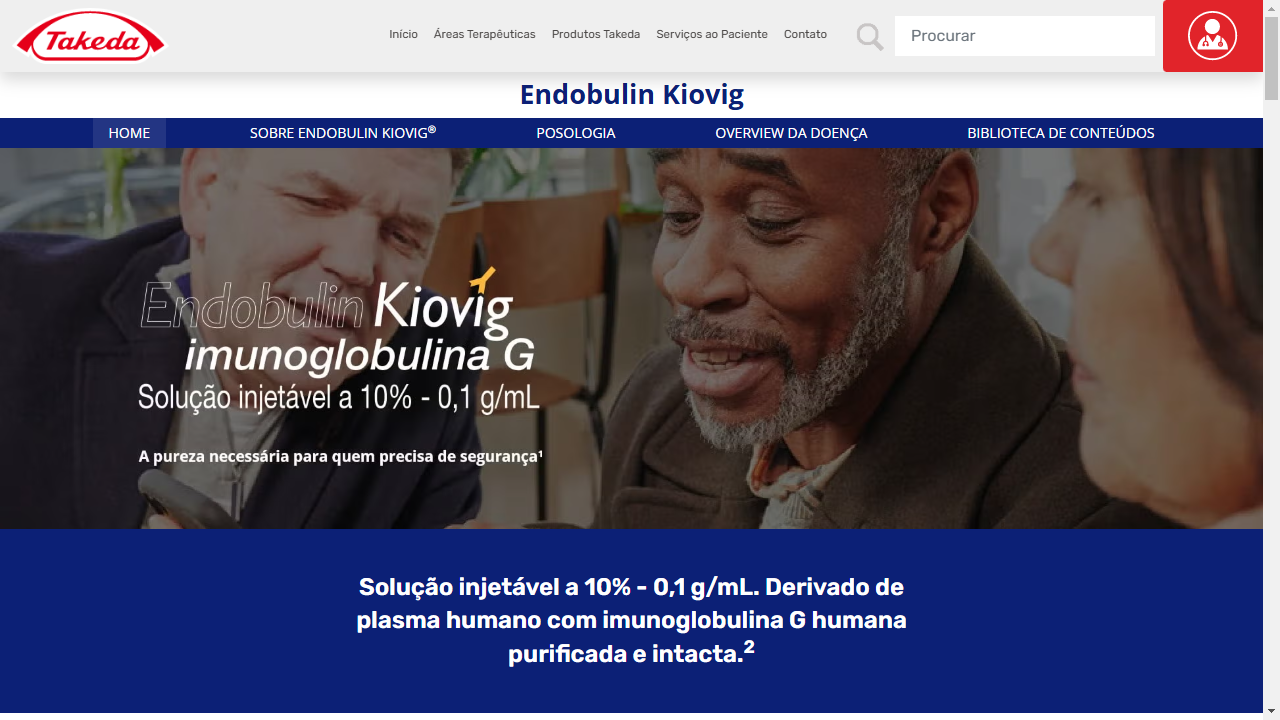 Takeda
Início Áreas Terapêuticas Produtos Takeda Serviços ao Paciente Contato Procurar
Endobulin Kiovig
HOME SOBRE ENDOBULIN KIOVIG® POSOLOGIA OVERVIEW DA DOENÇA BIBLIOTECA DE CONTEÚDOS
Endobulin Kiovig
imunoglobulina G
Solução injetável a 10% - 0,1 g/mL
A pureza necessária para quem precisa de segurança¹
Solução injetável a 10% - 0,1 g/mL. Derivado de
plasma humano com imunoglobulina G humana
purificada e intacta.²